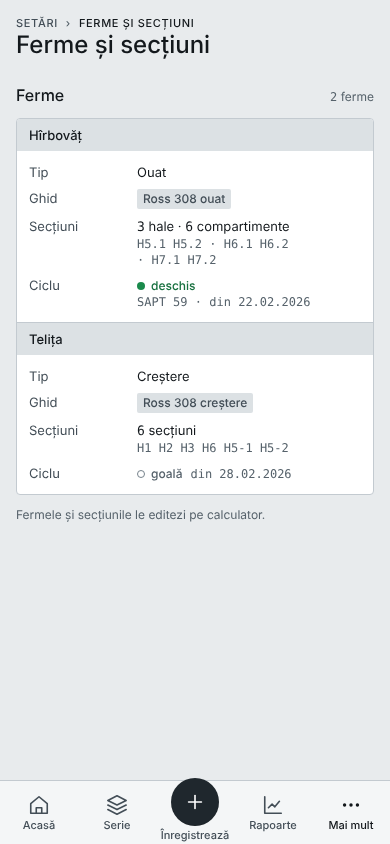 SETĂRI › FERME ȘI SECȚIUNI
Ferme și secțiuni
Ferme
2 ferme
Hîrbovăț
Tip
Ouat
Ghid
Ross 308 ouat
Secțiuni
3 hale · 6 compartimente
H5.1 H5.2 · H6.1 H6.2
· H7.1 H7.2
Ciclu
deschis
SAPT 59 · din 22.02.2026
Telița
Tip
Creștere
Ghid
Ross 308 creștere
Secțiuni
6 secțiuni
H1 H2 H3 H6 H5-1 H5-2
Ciclu
goală din 28.02.2026
Fermele și secțiunile le editezi pe calculator.
Acasă
Serie
Înregistrează
Rapoarte
Mai mult